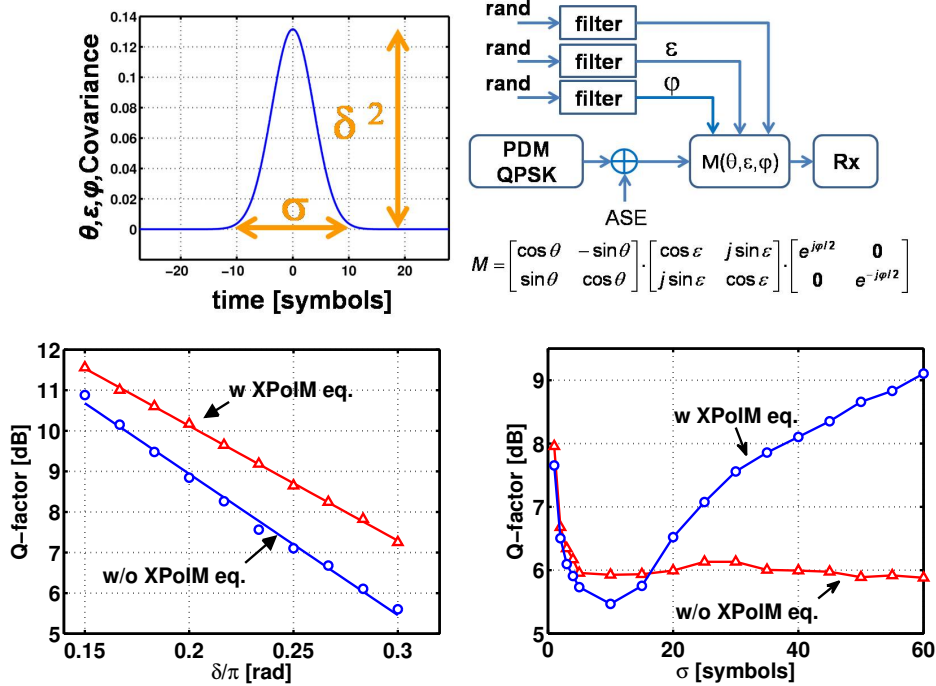 0.14
0.12
0.1
0.08
0.06
0.04
0.02
0
θ,ε,φ,Covariance
δ 2
σ
-20 -10 0 10 20
time [symbols]
rand filter
rand filter ε
rand filter φ
PDM QPSK
M(θ,ε,φ)
Rx
ASE
M = [cos θ -sin θ; sin θ cos θ] · [cos ε j sin ε; j sin ε cos ε] · [e^{jφ/2} 0; 0 e^{-jφ/2}]
12
11
10
9
8
7
6
5
Q-factor [dB]
w XPolM eq.
w/o XPolM eq.
0.15 0.2 0.25 0.3
δ/π [rad]
9
8
7
6
5
Q-factor [dB]
w XPolM eq.
w/o XPolM eq.
0 20 40 60
σ [symbols]